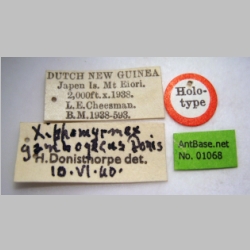 DUTCH NEW GUINEA
Japen Is. Mt Eiori.
2,000ft.x.1938.
L.E.Cheesman.
B.M.1938-593.
Holo-
type
Xiphomyrmex
gambogecus Donis
H. Donisthorpe det.
10.VI.40.
AntBase.net
No. 01068